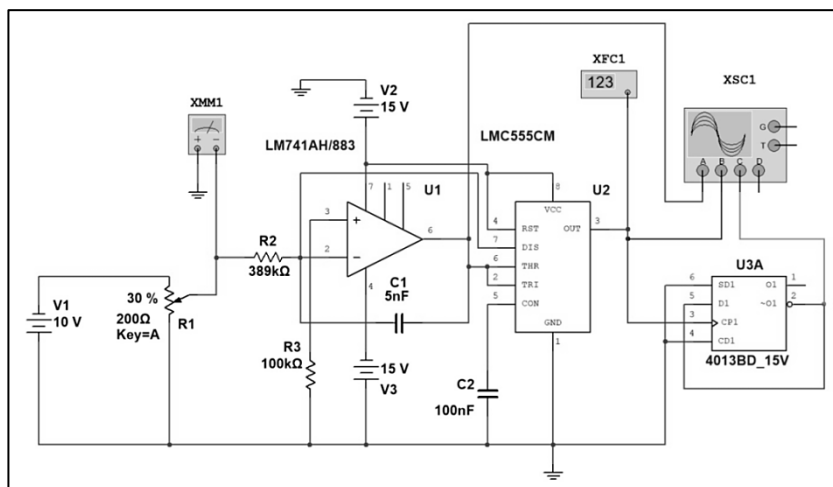 XFC1
123
XSC1
G
T
A B C D
V2
15 V
XMM1
+ -
LM741AH/883
LMC555CM
U1
7 1 5
3
+
2
-
6
4
R2
389kΩ
C1
5nF
U2
8
VCC
4 RST OUT 3
7 DIS
6 THR
2 TRI
5 CON
GND
1
U3A
6 SD1 O1 1
5 D1 ~O1 2
3 CP1
4 CD1
4013BD_15V
V1
10 V
30 %
200Ω
Key=A
R1
R3
100kΩ
15 V
V3
C2
100nF